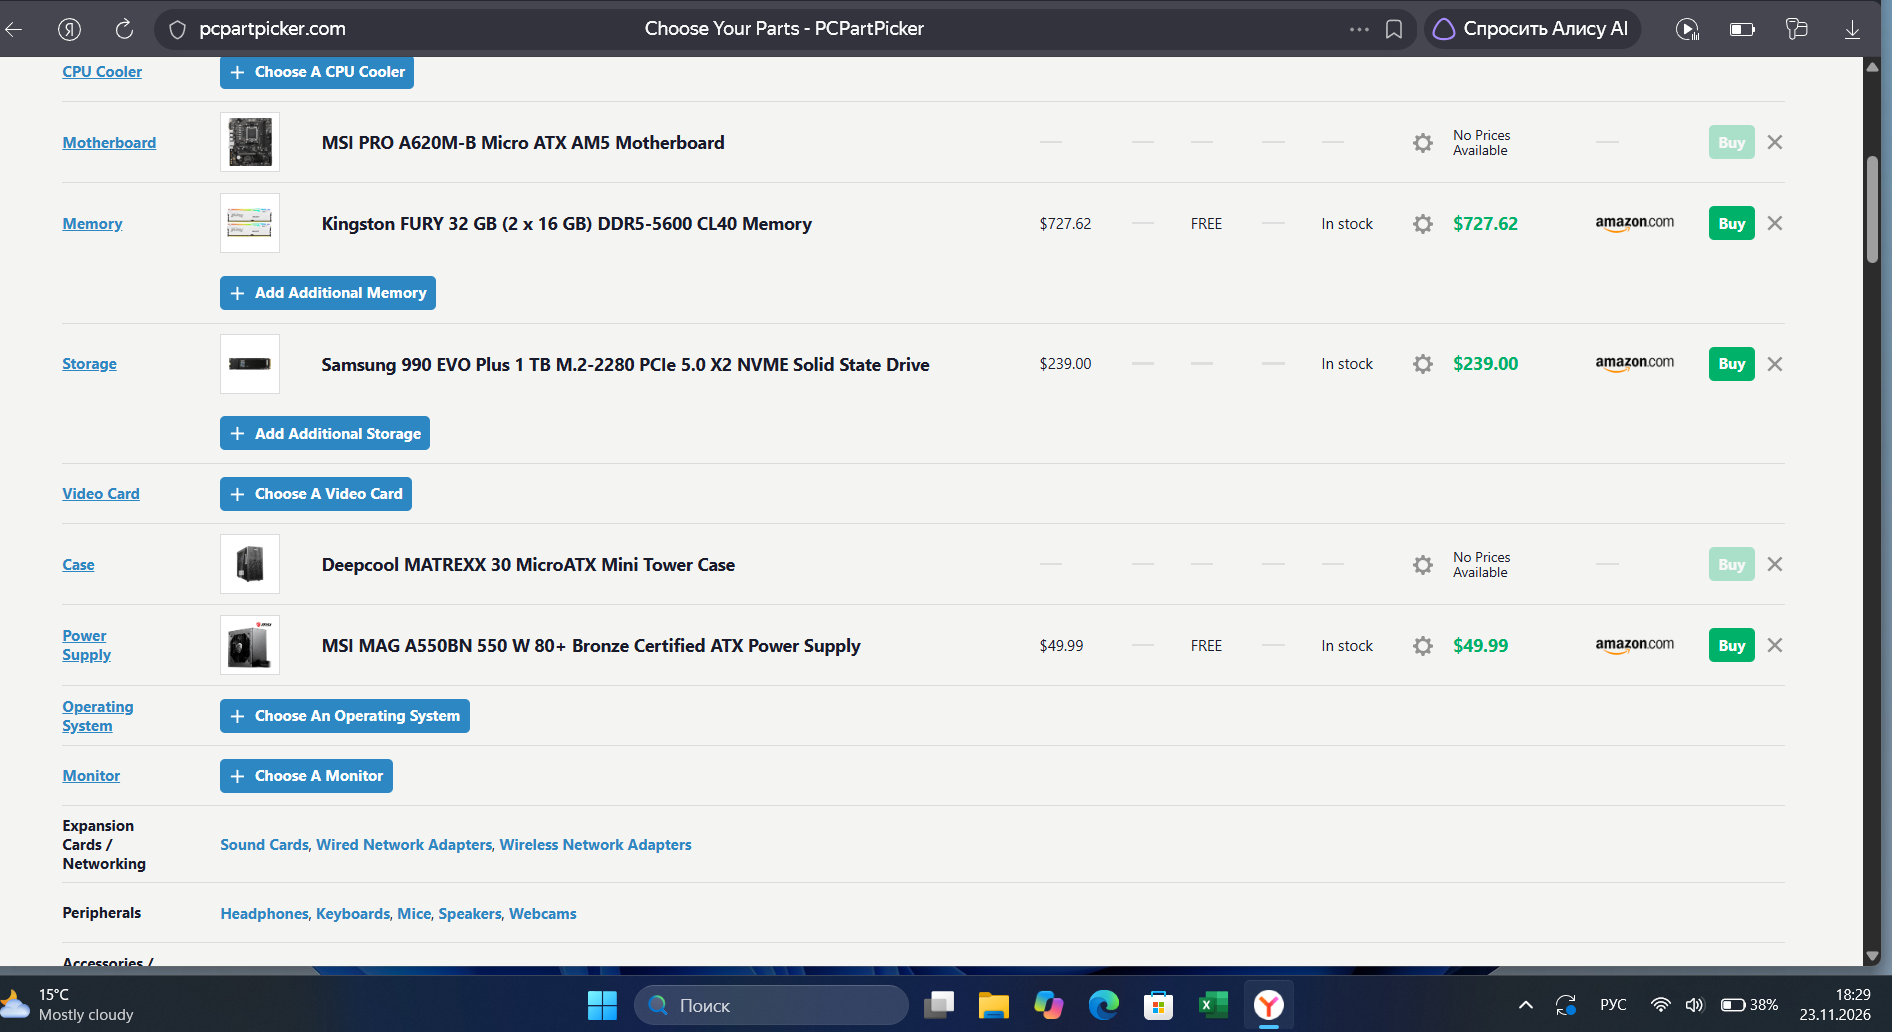 pcpartpicker.com
Choose Your Parts - PCPartPicker
Спросить Алису AI
CPU Cooler
Choose A CPU Cooler
Motherboard
MSI PRO A620M-B Micro ATX AM5 Motherboard
No Prices
Available
Buy
Memory
Kingston FURY 32 GB (2 x 16 GB) DDR5-5600 CL40 Memory
$727.62
FREE
In stock
$727.62
amazon.com
Buy
Add Additional Memory
Storage
Samsung 990 EVO Plus 1 TB M.2-2280 PCIe 5.0 X2 NVME Solid State Drive
$239.00
In stock
$239.00
amazon.com
Buy
Add Additional Storage
Video Card
Choose A Video Card
Case
Deepcool MATREXX 30 MicroATX Mini Tower Case
No Prices
Available
Buy
Power
Supply
MSI MAG A550BN 550 W 80+ Bronze Certified ATX Power Supply
$49.99
FREE
In stock
$49.99
amazon.com
Buy
Operating
System
Choose An Operating System
Monitor
Choose A Monitor
Expansion
Cards /
Networking
Sound Cards, Wired Network Adapters, Wireless Network Adapters
Peripherals
Headphones, Keyboards, Mice, Speakers, Webcams
Accessories /
15°C
Mostly cloudy
Поиск
РУС
38%
18:29
23.11.2026